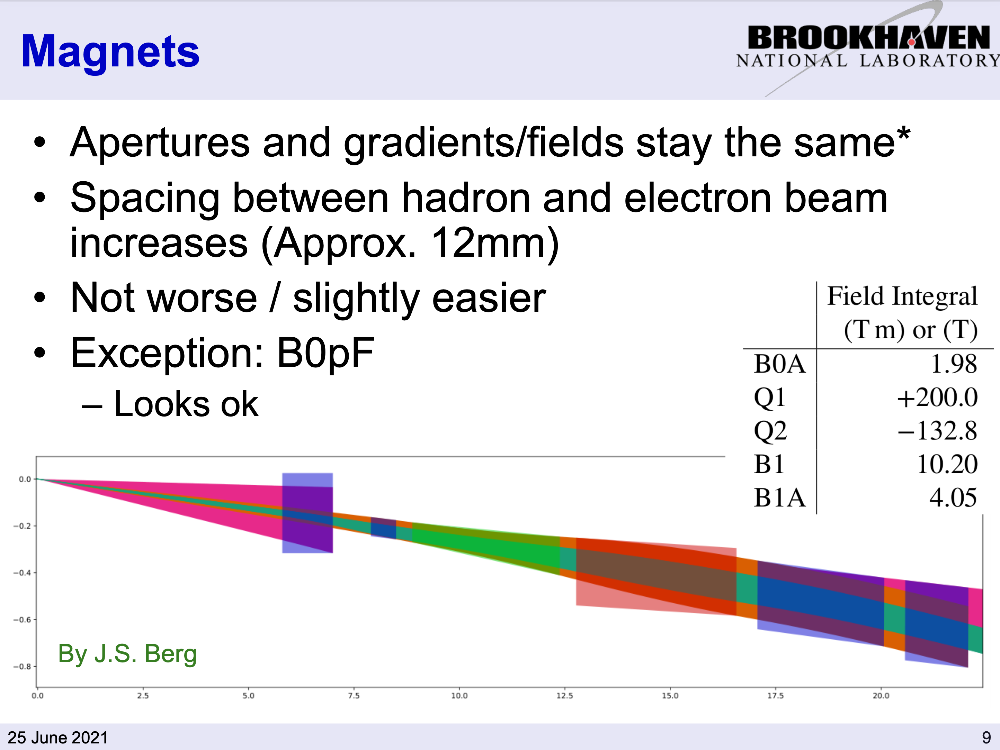 Magnets
BROOKHAVEN
NATIONAL LABORATORY
• Apertures and gradients/fields stay the same*
• Spacing between hadron and electron beam
increases (Approx. 12mm)
• Not worse / slightly easier
• Exception: B0pF
– Looks ok
Field Integral
(T m) or (T)
B0A 1.98
Q1 +200.0
Q2 −132.8
B1 10.20
B1A 4.05
0.0
−0.2
−0.4
−0.6
−0.8
By J.S. Berg
0.0 2.5 5.0 7.5 10.0 12.5 15.0 17.5 20.0
25 June 2021
9